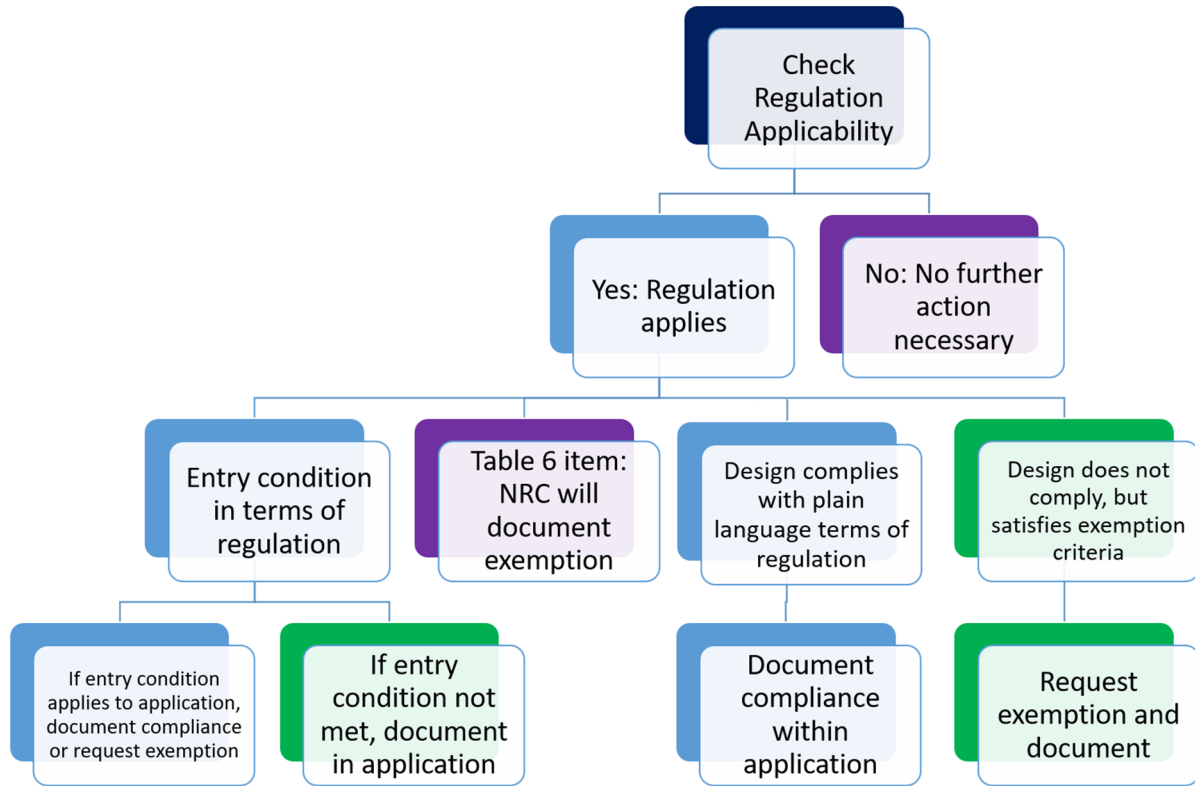 Check
Regulation
Applicability
Yes: Regulation
applies
No: No further
action
necessary
Entry condition
in terms of
regulation
Table 6 item:
NRC will
document
exemption
Design complies
with plain
language terms of
regulation
Design does not
comply, but
satisfies exemption
criteria
If entry condition
applies to application,
document compliance
or request exemption
If entry
condition not
met, document
in application
Document
compliance
within
application
Request
exemption and
document